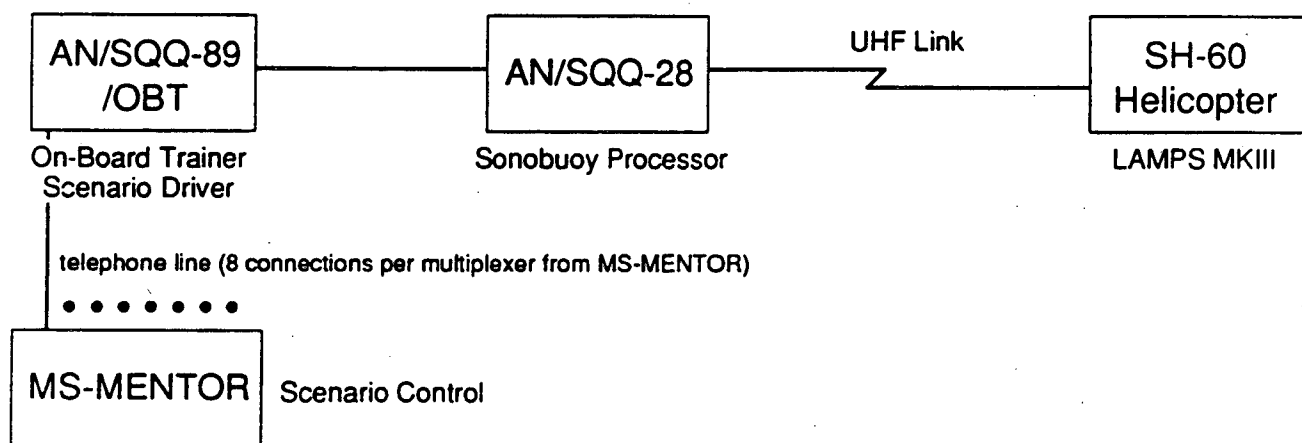 AN/SQQ-89
/OBT
On-Board Trainer
Scenario Driver
AN/SQQ-28
Sonobuoy Processor
UHF Link
SH-60
Helicopter
LAMPS MKIII
telephone line (8 connections per multiplexer from MS-MENTOR)
MS-MENTOR
Scenario Control